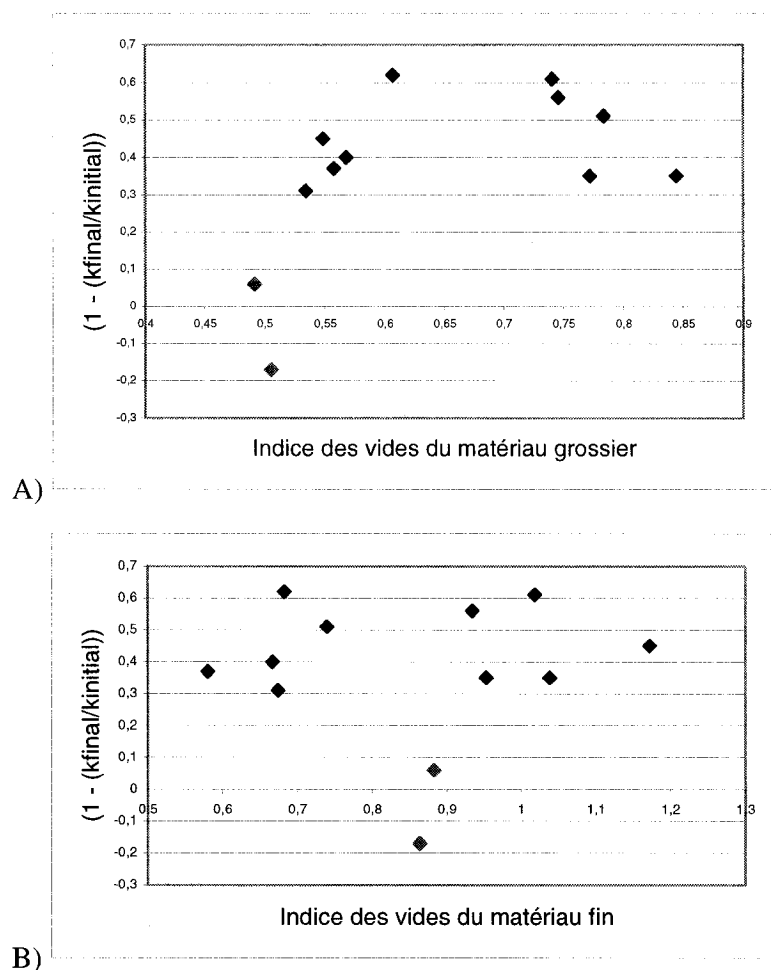 0,7
0,6
0,5
0,4
0,3
0,2
0,1
0
-0,1
-0,2
-0,3
0,4 0,45 0,5 0,55 0,6 0,65 0,7 0,75 0,8 0,85 0,9
(1 - (kfinal/kinitial))
Indice des vides du matériau grossier
A)
0,7
0,6
0,5
0,4
0,3
0,2
0,1
0
-0,1
-0,2
-0,3
0,5 0,6 0,7 0,8 0,9 1 1,1 1,2 1,3
(1 - (kfinal/kinitial))
Indice des vides du matériau fin
B)